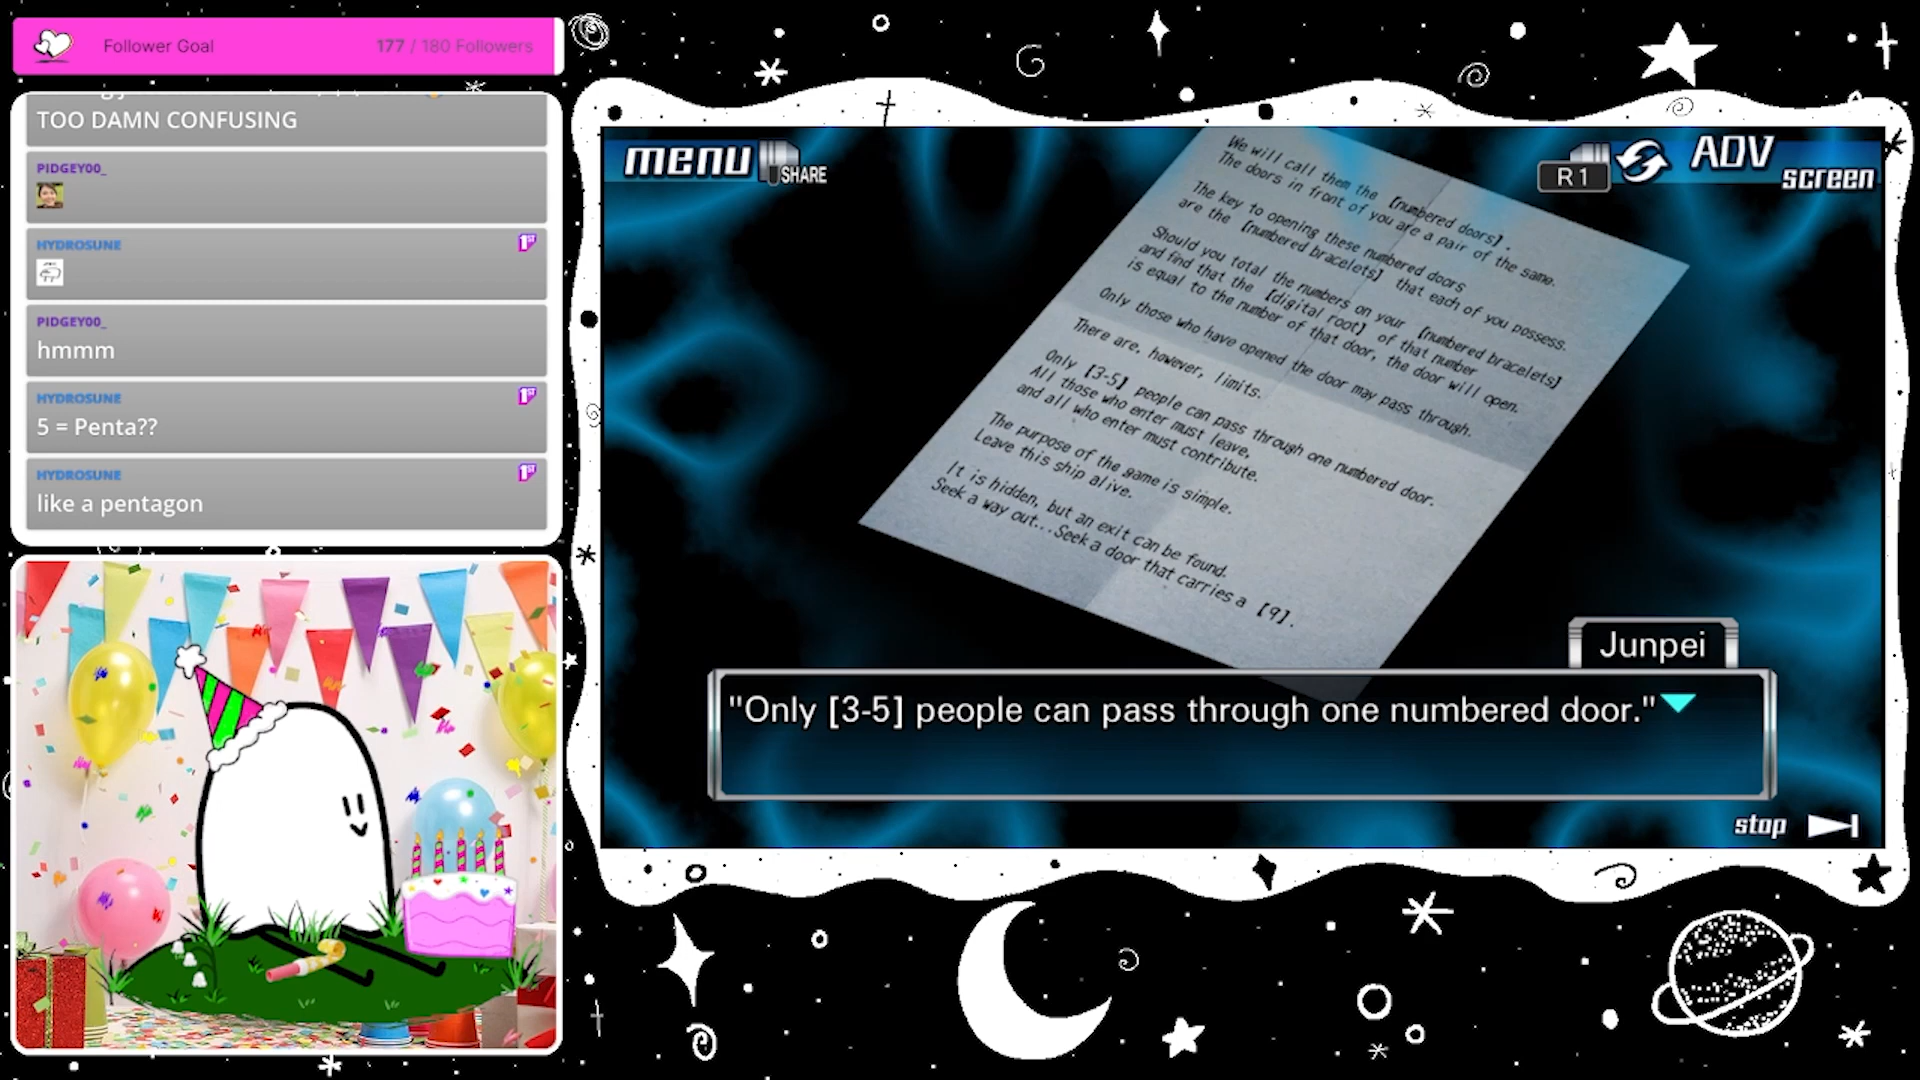 Follower Goal
177 / 180 Followers
TOO DAMN CONFUSING
PIDGEY00_
HYDROSUNE
1ST
PIDGEY00_
hmmm
HYDROSUNE
1ST
5 = Penta??
HYDROSUNE
1ST
like a pentagon
menu
SHARE
R1
ADV
screen
We will call them the [numbered doors].
The doors in front of you are a pair of the same.
The key to opening these numbered doors
are the [numbered bracelets] that each of you possess.
Should you total the numbers on your [numbered bracelets]
and find that the [digital root] of that number
is equal to the number of that door, the door will open.
Only those who have opened the door may pass through.
There are, however, limits.
Only [3-5] people can pass through one numbered door.
All those who enter must leave,
and all who enter must contribute.
The purpose of the game is simple.
Leave this ship alive.
It is hidden, but an exit can be found.
Seek a way out...Seek a door that carries a [9].
Junpei
"Only [3-5] people can pass through one numbered door."
stop